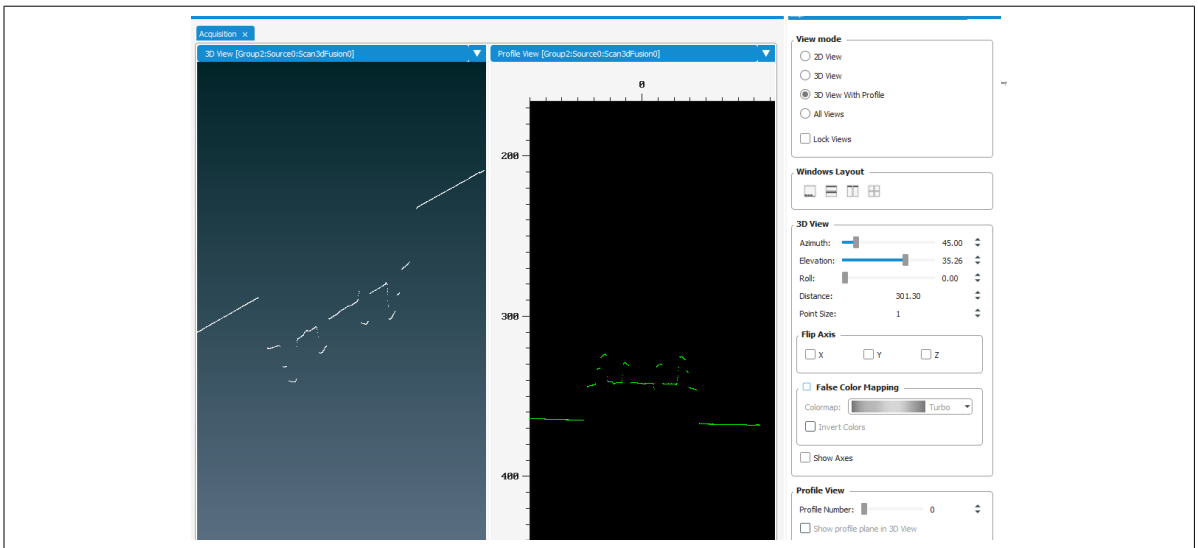 Acquisition ×
3D View [Group2:Source0:Scan3dFusion0]
Profile View [Group2:Source0:Scan3dFusion0]
0
200
300
400
View mode
2D View
3D View
3D View With Profile
All Views
Lock Views
Windows Layout
3D View
Azimuth: 45.00
Elevation: 35.26
Roll: 0.00
Distance: 301.30
Point Size: 1
Flip Axis
X Y Z
False Color Mapping
Colormap: Turbo
Invert Colors
Show Axes
Profile View
Profile Number: 0
Show profile plane in 3D View